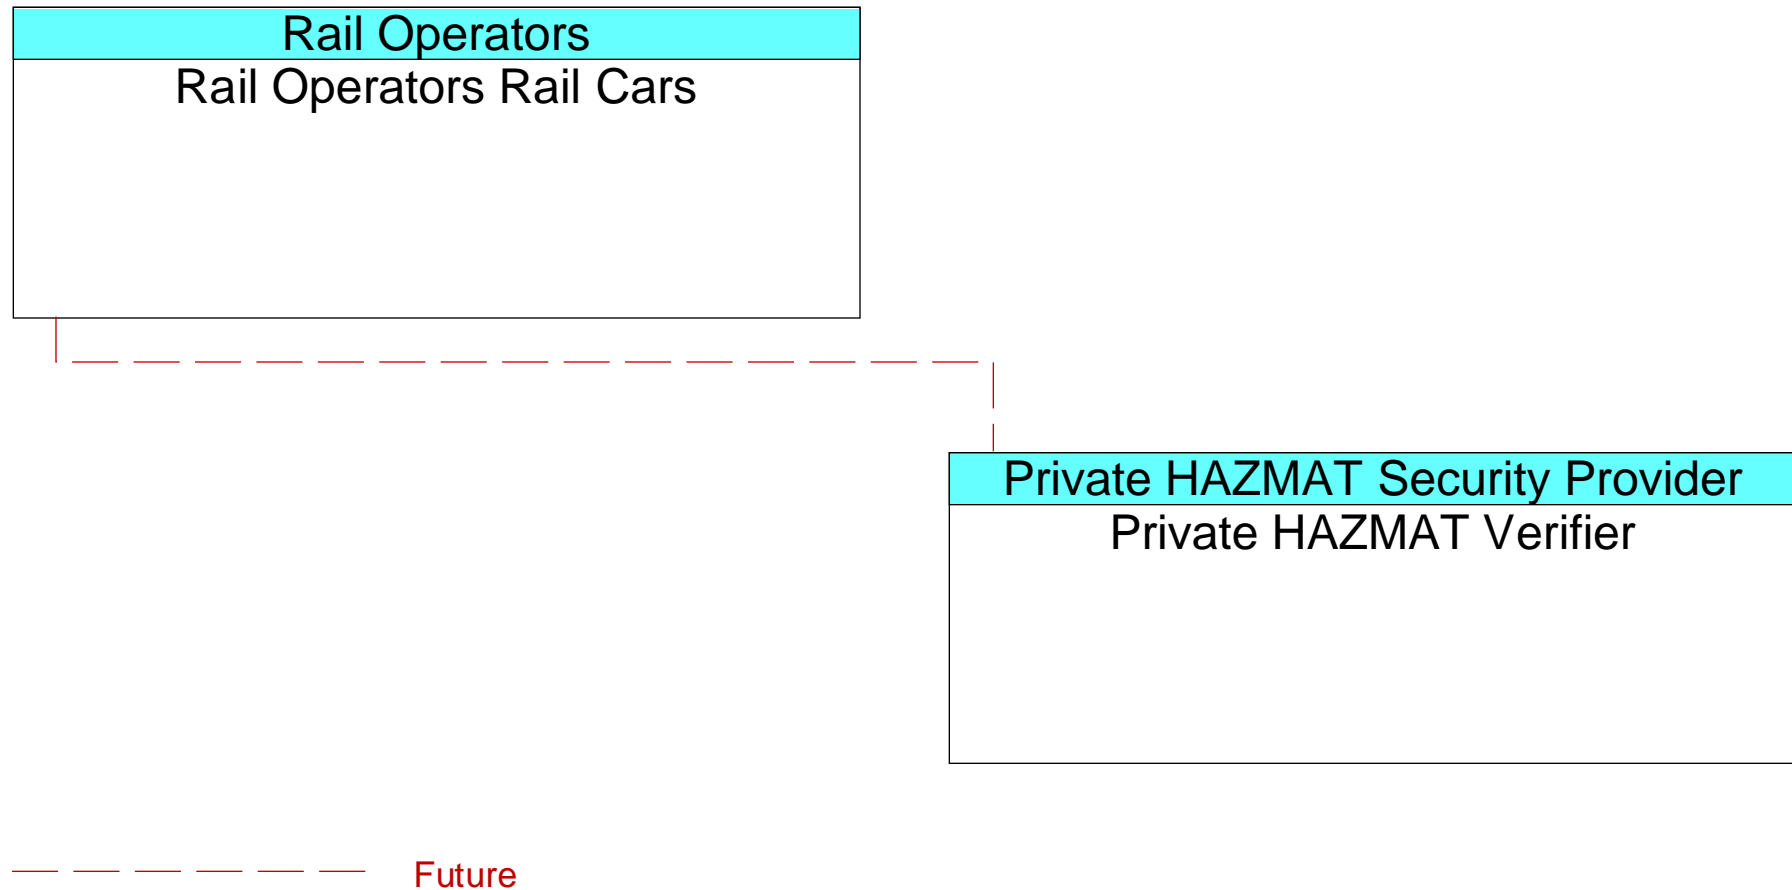 Rail Operators
Rail Operators Rail Cars
Private HAZMAT Security Provider
Private HAZMAT Verifier
Future